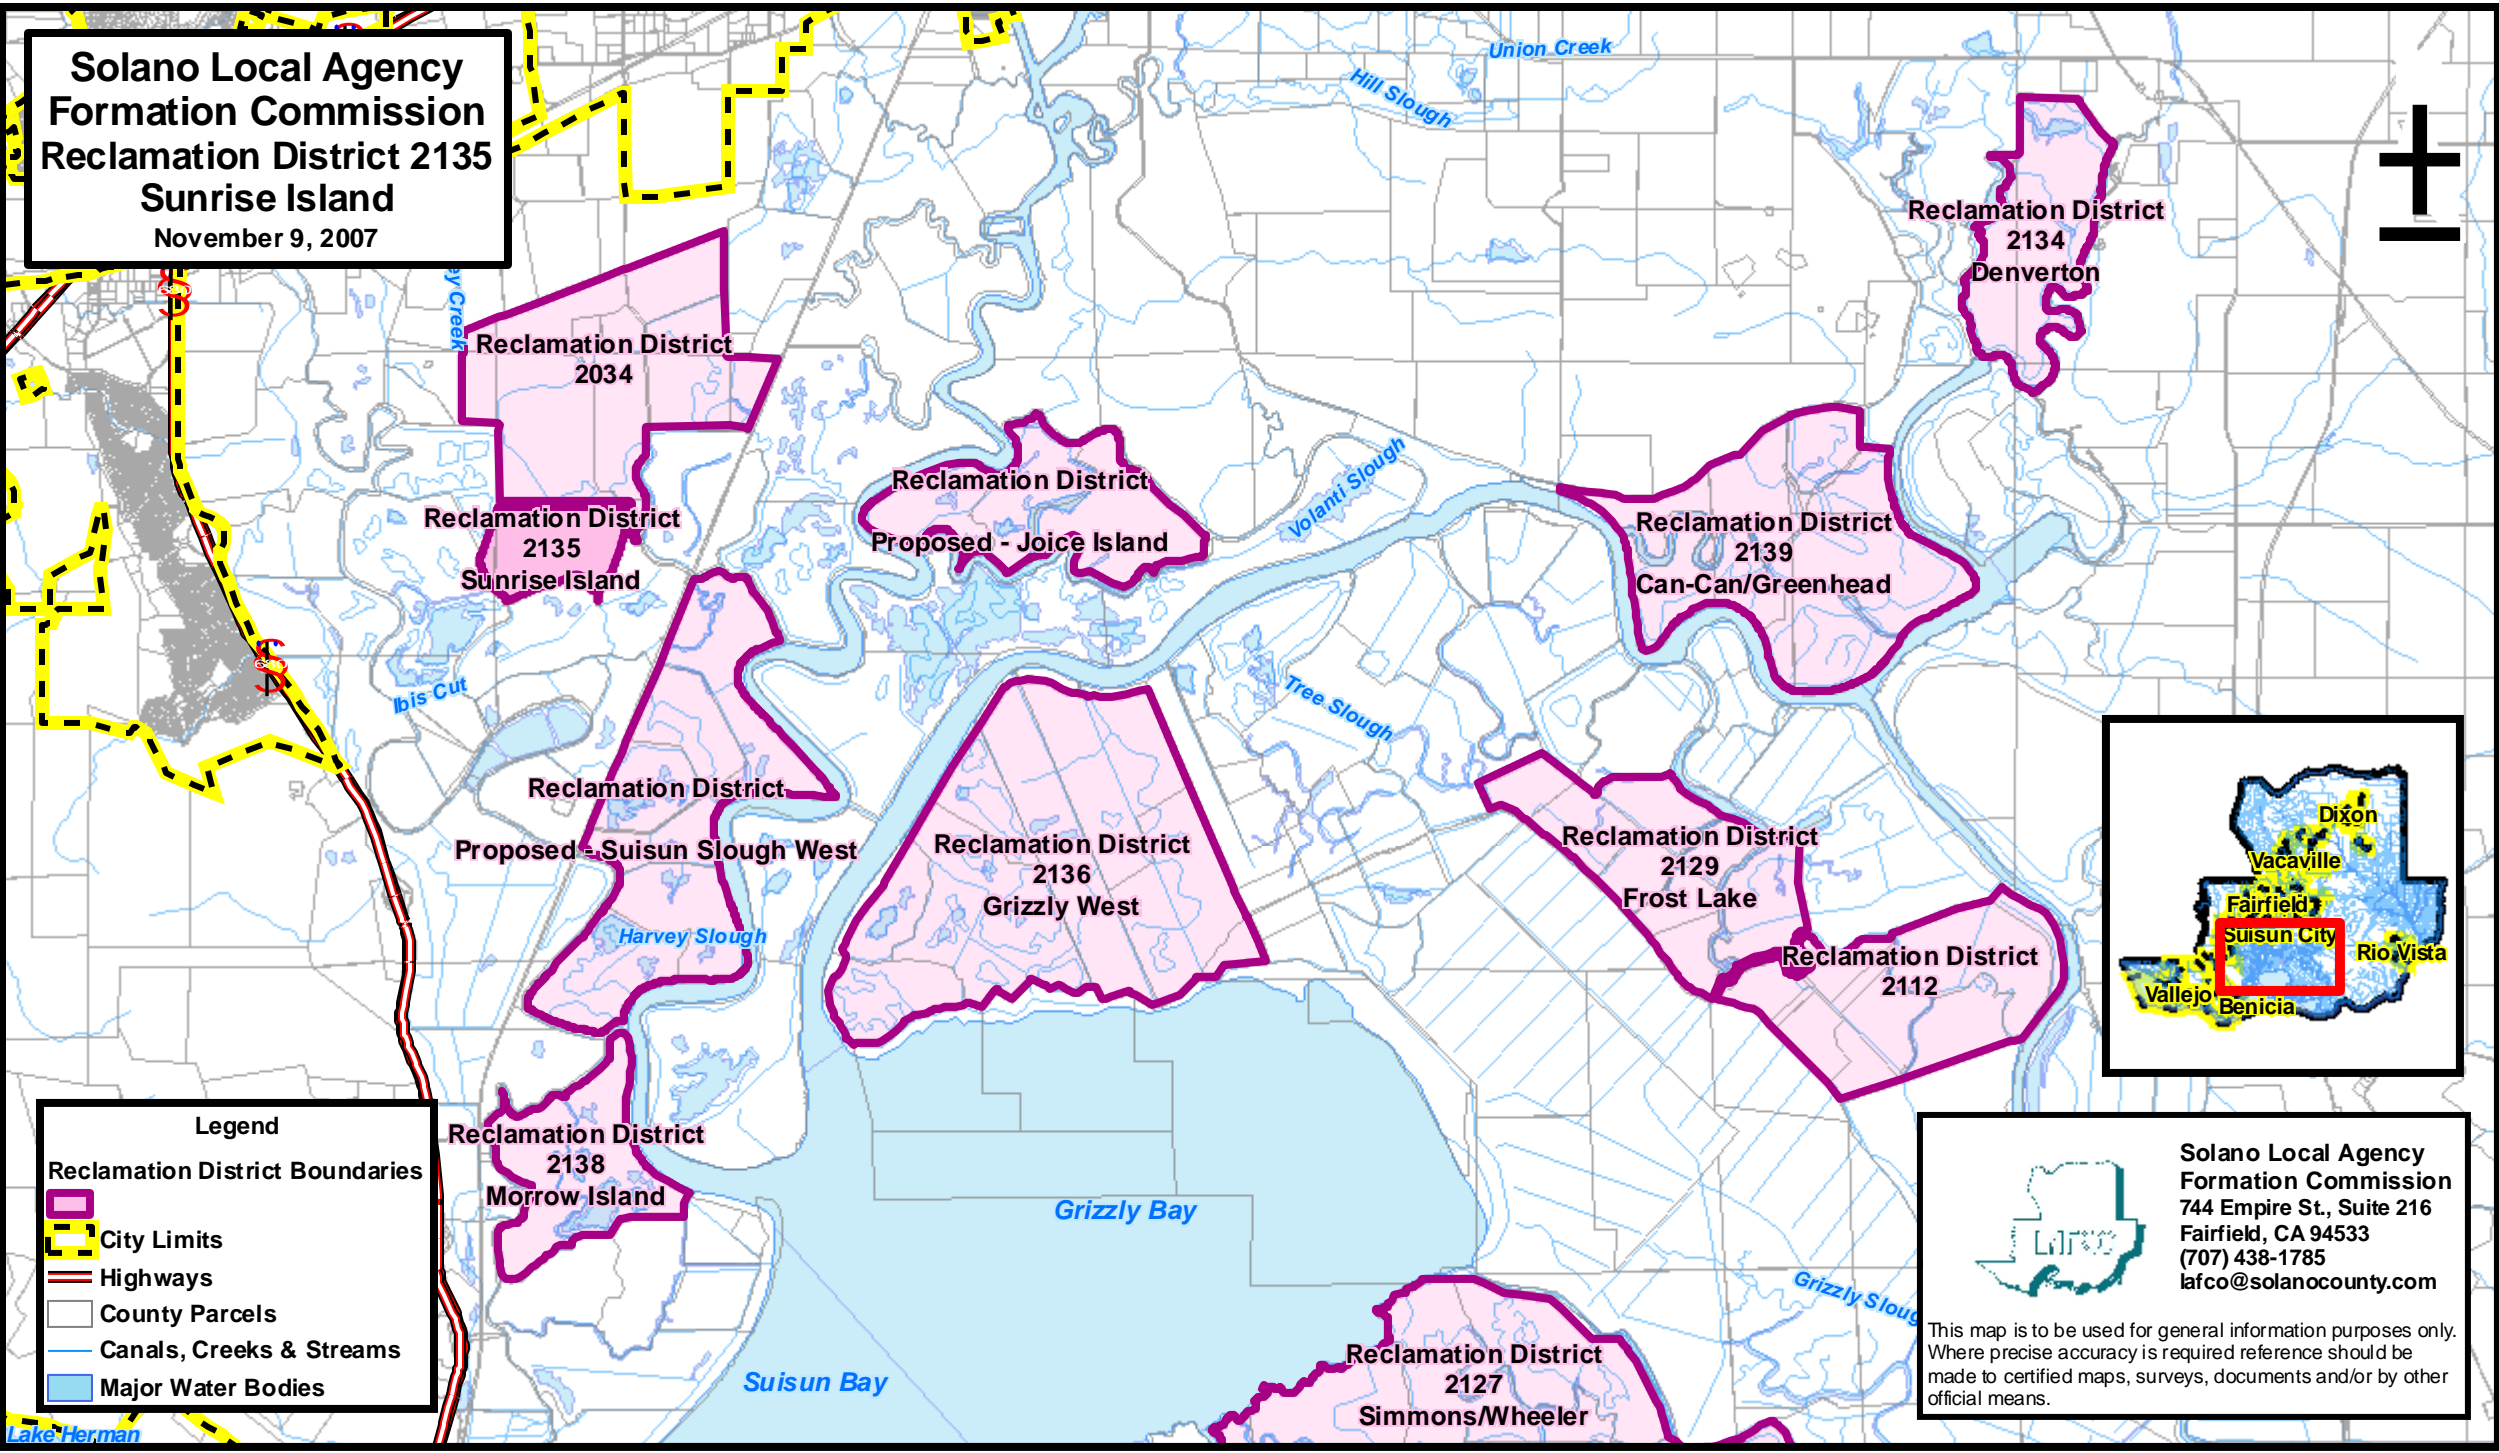 Solano Local Agency
Formation Commission
Reclamation District 2135
Sunrise Island
November 9, 2007
Union Creek
Hill Slough
Reclamation District
2134
Denverton
ey Creek
Reclamation District
2034
Reclamation District
Proposed - Joice Island
Volanti Slough
Reclamation District
2135
Sunrise Island
Reclamation District
2139
Can-Can/Greenhead
Ibis Cut
Tree Slough
Reclamation District
Proposed - Suisun Slough West
Harvey Slough
Reclamation District
2136
Grizzly West
Reclamation District
2129
Frost Lake
Reclamation District
2112
Dixon
Vacaville
Fairfield
Suisun City
Rio Vista
Vallejo
Benicia
Reclamation District
2138
Morrow Island
Grizzly Bay
Suisun Bay
Grizzly Sloug
Reclamation District
2127
Simmons/Wheeler
Lake Herman
Legend
Reclamation District Boundaries
City Limits
Highways
County Parcels
Canals, Creeks & Streams
Major Water Bodies
LAFCO
Solano Local Agency
Formation Commission
744 Empire St., Suite 216
Fairfield, CA 94533
(707) 438-1785
lafco@solanocounty.com
This map is to be used for general information purposes only.
Where precise accuracy is required reference should be
made to certified maps, surveys, documents and/or by other
official means.